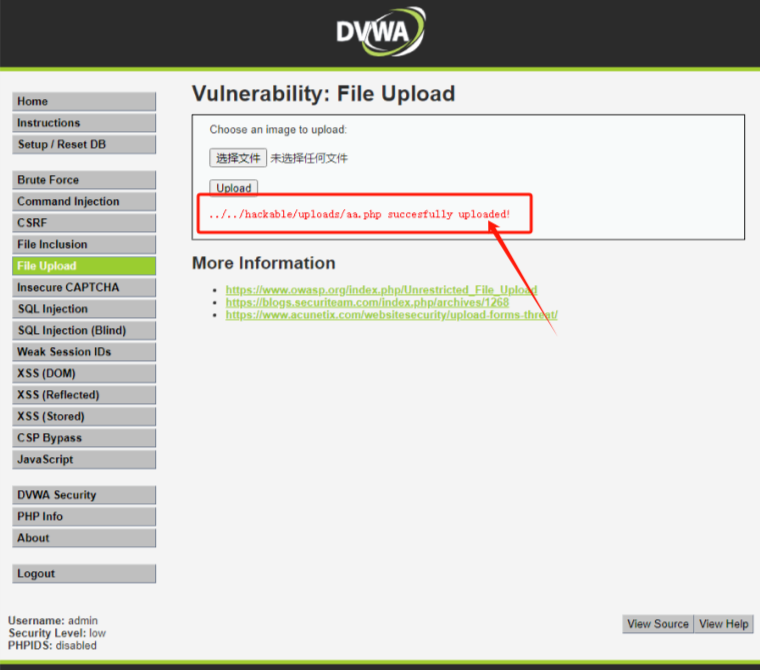 DVWA
Vulnerability: File Upload
Home
Instructions
Setup / Reset DB
Brute Force
Command Injection
CSRF
File Inclusion
File Upload
Insecure CAPTCHA
SQL Injection
SQL Injection (Blind)
Weak Session IDs
XSS (DOM)
XSS (Reflected)
XSS (Stored)
CSP Bypass
JavaScript
DVWA Security
PHP Info
About
Logout
Choose an image to upload:
选择文件 未选择任何文件
Upload
../../hackable/uploads/aa.php succesfully uploaded!
More Information
https://www.owasp.org/index.php/Unrestricted_File_Upload
https://blogs.securiteam.com/index.php/archives/1268
https://www.acunetix.com/websitesecurity/upload-forms-threat/
Username: admin
Security Level: low
PHPIDS: disabled
View Source View Help